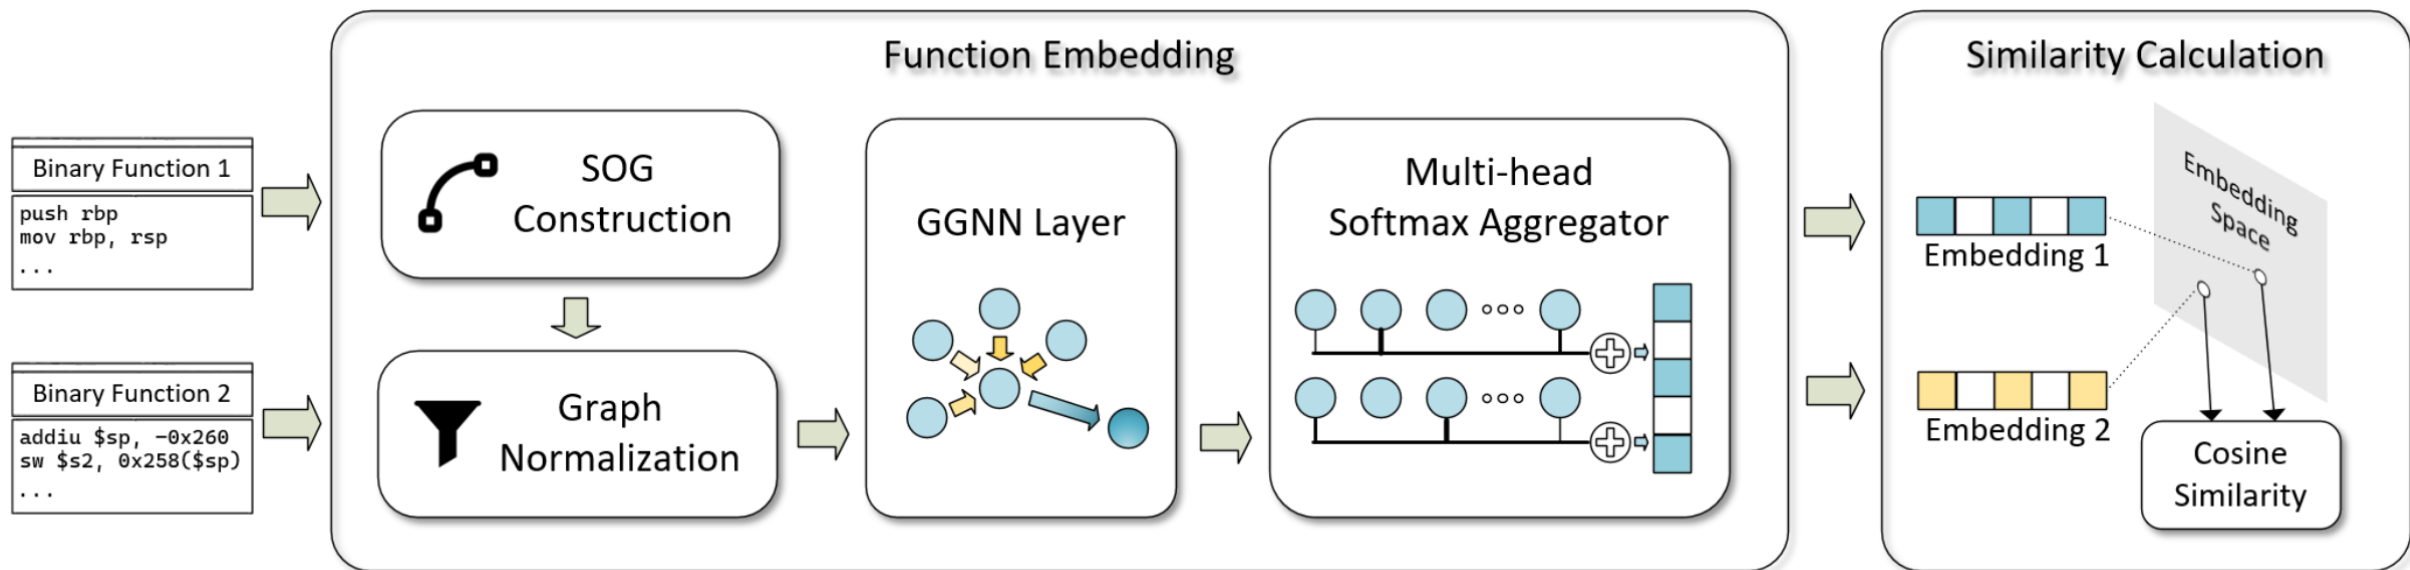 Function Embedding
Similarity Calculation
Binary Function 1
push rbp
mov rbp, rsp
...
Binary Function 2
addiu $sp, −0x260
sw $s2, 0x258($sp)
...
SOG
Construction
Graph
Normalization
GGNN Layer
Multi-head
Softmax Aggregator
Embedding
Space
Embedding 1
Embedding 2
Cosine
Similarity